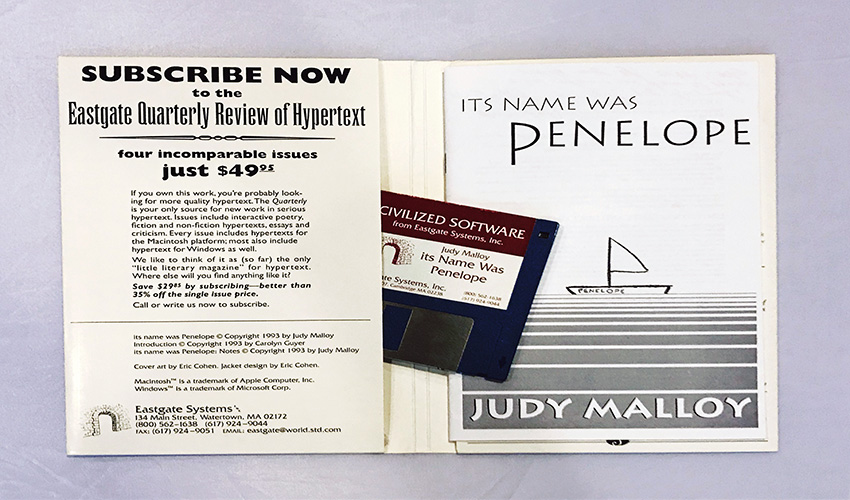 SUBSCRIBE NOW
to the
Eastgate Quarterly Review of Hypertext
four incomparable issues
just $49.95
If you own this work, you're probably look-
ing for more quality hypertext. The Quarterly
is your only source for new work in serious
hypertext. Issues include interactive poetry,
fiction and non-fiction hypertexts, essays and
criticism. Every issue includes hypertexts for
the Macintosh platform; most also include
hypertext for Windows as well.
We like to think of it as (so far) the only
"little literary magazine" for hypertext.
Where else will you find anything like it?
Save $29.85 by subscribing—better than
35% off the single issue price.
Call or write us now to subscribe.
its name was Penelope © Copyright 1993 by Judy Malloy
Introduction © Copyright 1993 by Carolyn Guyer
its name was Penelope: Notes © Copyright 1993 by Judy Malloy
Cover art by Eric Cohen. Jacket design by Eric Cohen.
Macintosh™ is a trademark of Apple Computer, Inc.
Windows™ is a trademark of Microsoft Corp.
Eastgate Systems
134 Main Street, Watertown, MA 02172
(800) 562-1638 (617) 924-9044
FAX: (617) 924-9051 EMAIL: eastgate@world.std.com
CIVILIZED SOFTWARE
from Eastgate Systems, Inc.
Judy Malloy
its Name Was
Penelope
Systems, Inc.
Cambridge MA 02238
(800) 562-1638
(617) 924-9044
ITS NAME WAS
PENELOPE
PENELOPE
JUDY MALLOY